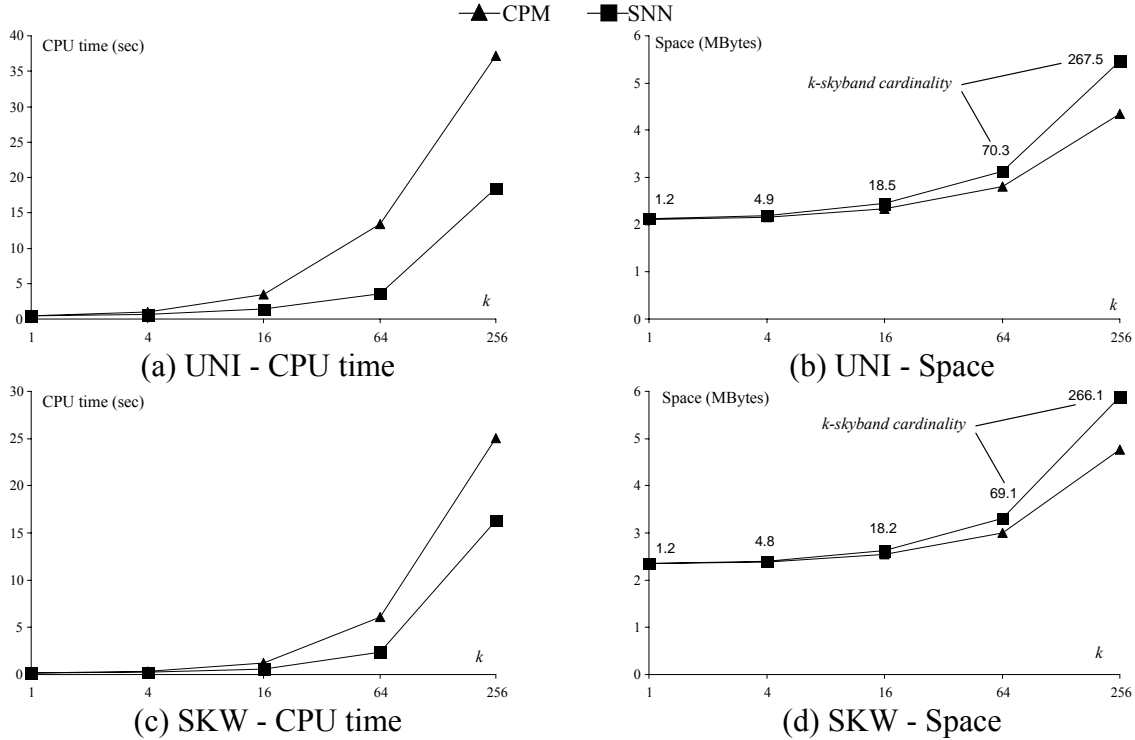 CPM SNN
CPU time (sec)
40
35
30
25
20
15
10
5
0
1 4 16 64 256
k
(a) UNI - CPU time
Space (MBytes)
6
5
4
3
2
1
0
k-skyband cardinality
1.2 4.9 18.5 70.3 267.5
k
1 4 16 64 256
(b) UNI - Space
CPU time (sec)
30
25
20
15
10
5
0
k
1 4 16 64 256
(c) SKW - CPU time
Space (MBytes)
6
5
4
3
2
1
0
k-skyband cardinality
1.2 4.8 18.2 69.1 266.1
k
1 4 16 64 256
(d) SKW - Space